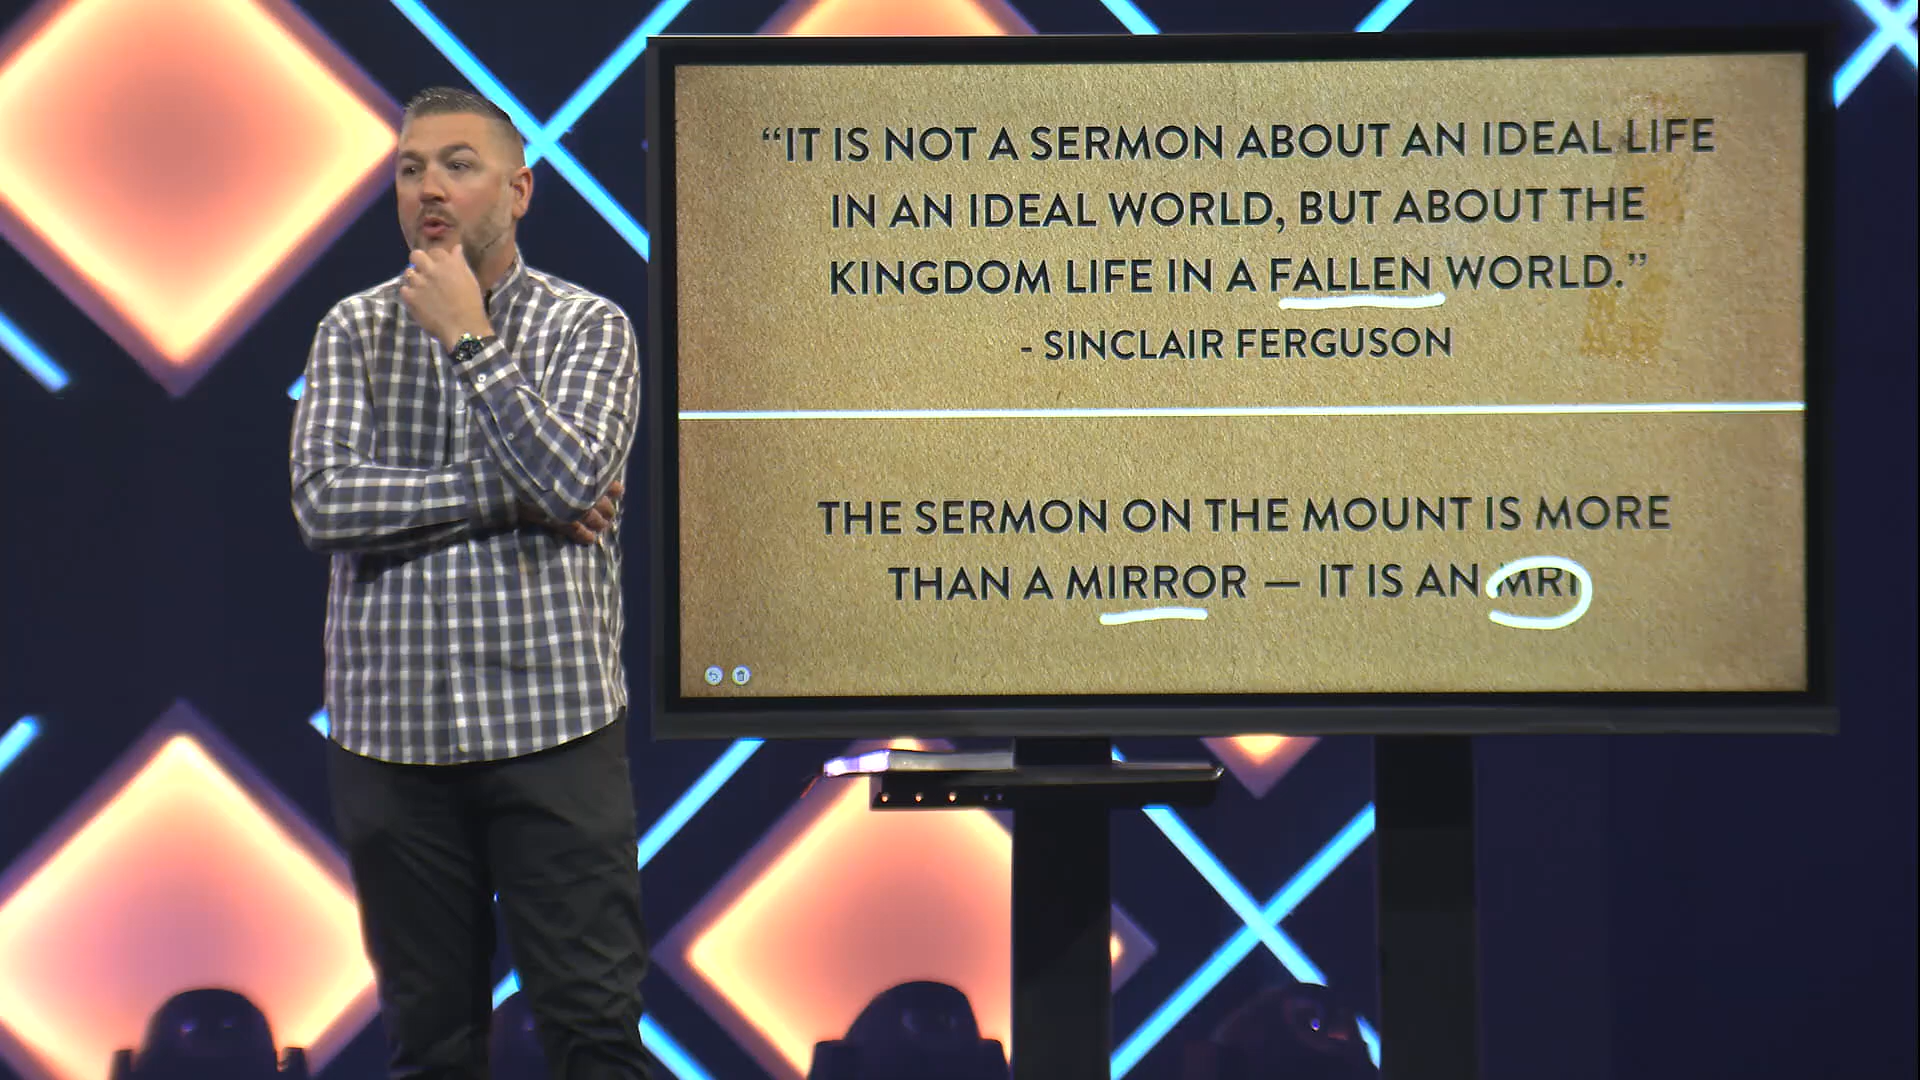 “IT IS NOT A SERMON ABOUT AN IDEAL LIFE
IN AN IDEAL WORLD, BUT ABOUT THE
KINGDOM LIFE IN A FALLEN WORLD.”
- SINCLAIR FERGUSON
THE SERMON ON THE MOUNT IS MORE
THAN A MIRROR — IT IS AN MRI